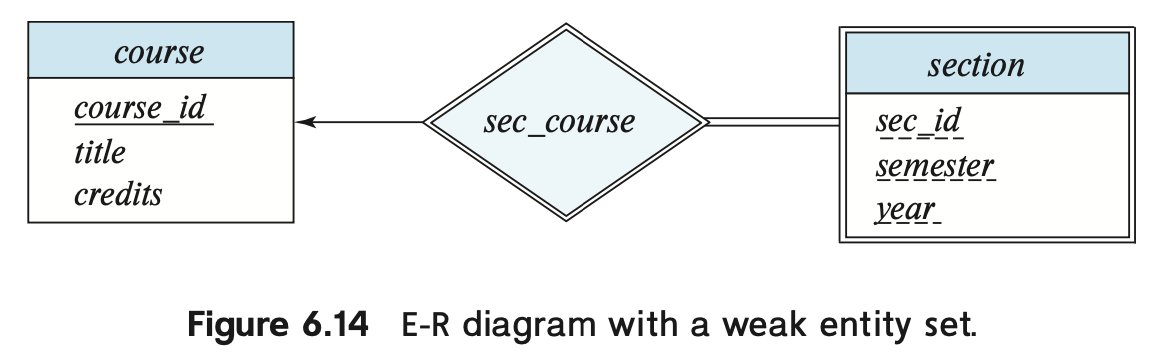 course
course_id
title
credits
sec_course
section
sec_id
semester
year
Figure 6.14 E-R diagram with a weak entity set.